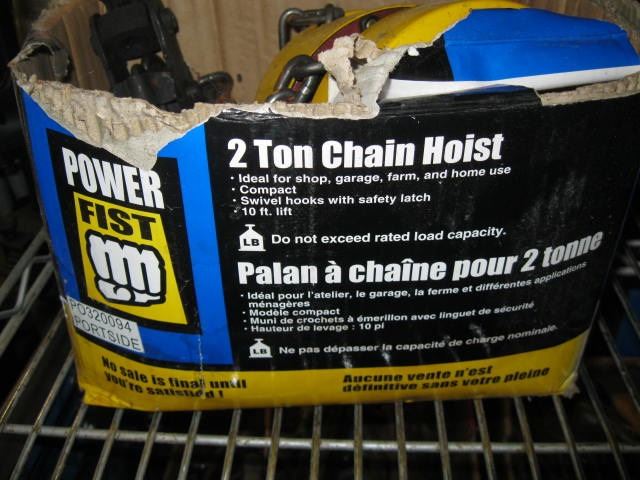 POWER
FIST
PO320094
PORTSIDE
2 Ton Chain Hoist
· Ideal for shop, garage, farm, and home use
· Compact
· Swivel hooks with safety latch
· 10 ft. lift
LB Do not exceed rated load capacity.
Palan à chaîne pour 2 tonne
· Idéal pour l'atelier, le garage, la ferme et différentes applications
ménagères
· Modèle compact
· Muni de crochets à émerillon avec linguet de sécurité
· Hauteur de levage : 10 pi
LB Ne pas dépasser la capacité de charge nominale.
No sale is final until
you're satisfied !
Aucune vente n'est
définitive sans votre pleine